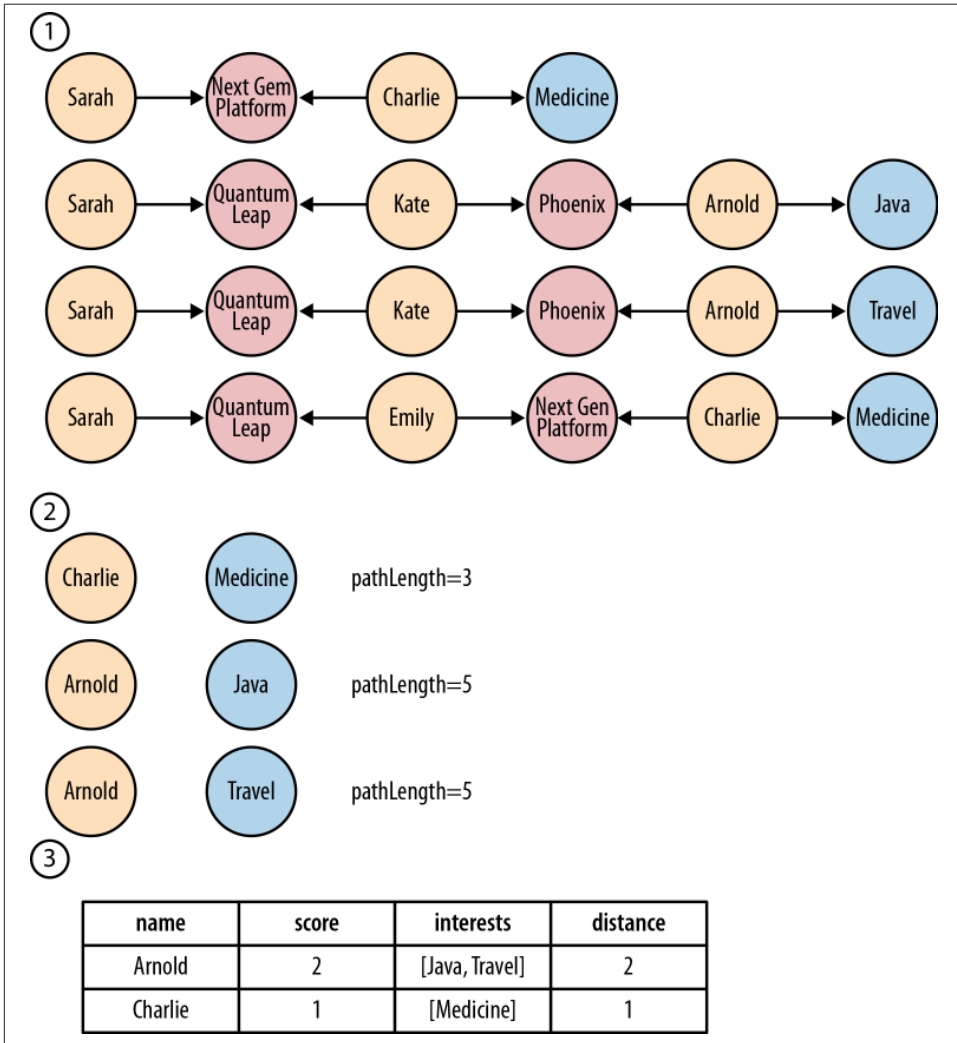 1
Sarah
Next Gem
Platform
Charlie
Medicine
Sarah
Quantum
Leap
Kate
Phoenix
Arnold
Java
Sarah
Quantum
Leap
Kate
Phoenix
Arnold
Travel
Sarah
Quantum
Leap
Emily
Next Gen
Platform
Charlie
Medicine
2
Charlie
Medicine
pathLength=3
Arnold
Java
pathLength=5
Arnold
Travel
pathLength=5
3
name score interests distance
Arnold 2 [Java, Travel] 2
Charlie 1 [Medicine] 1